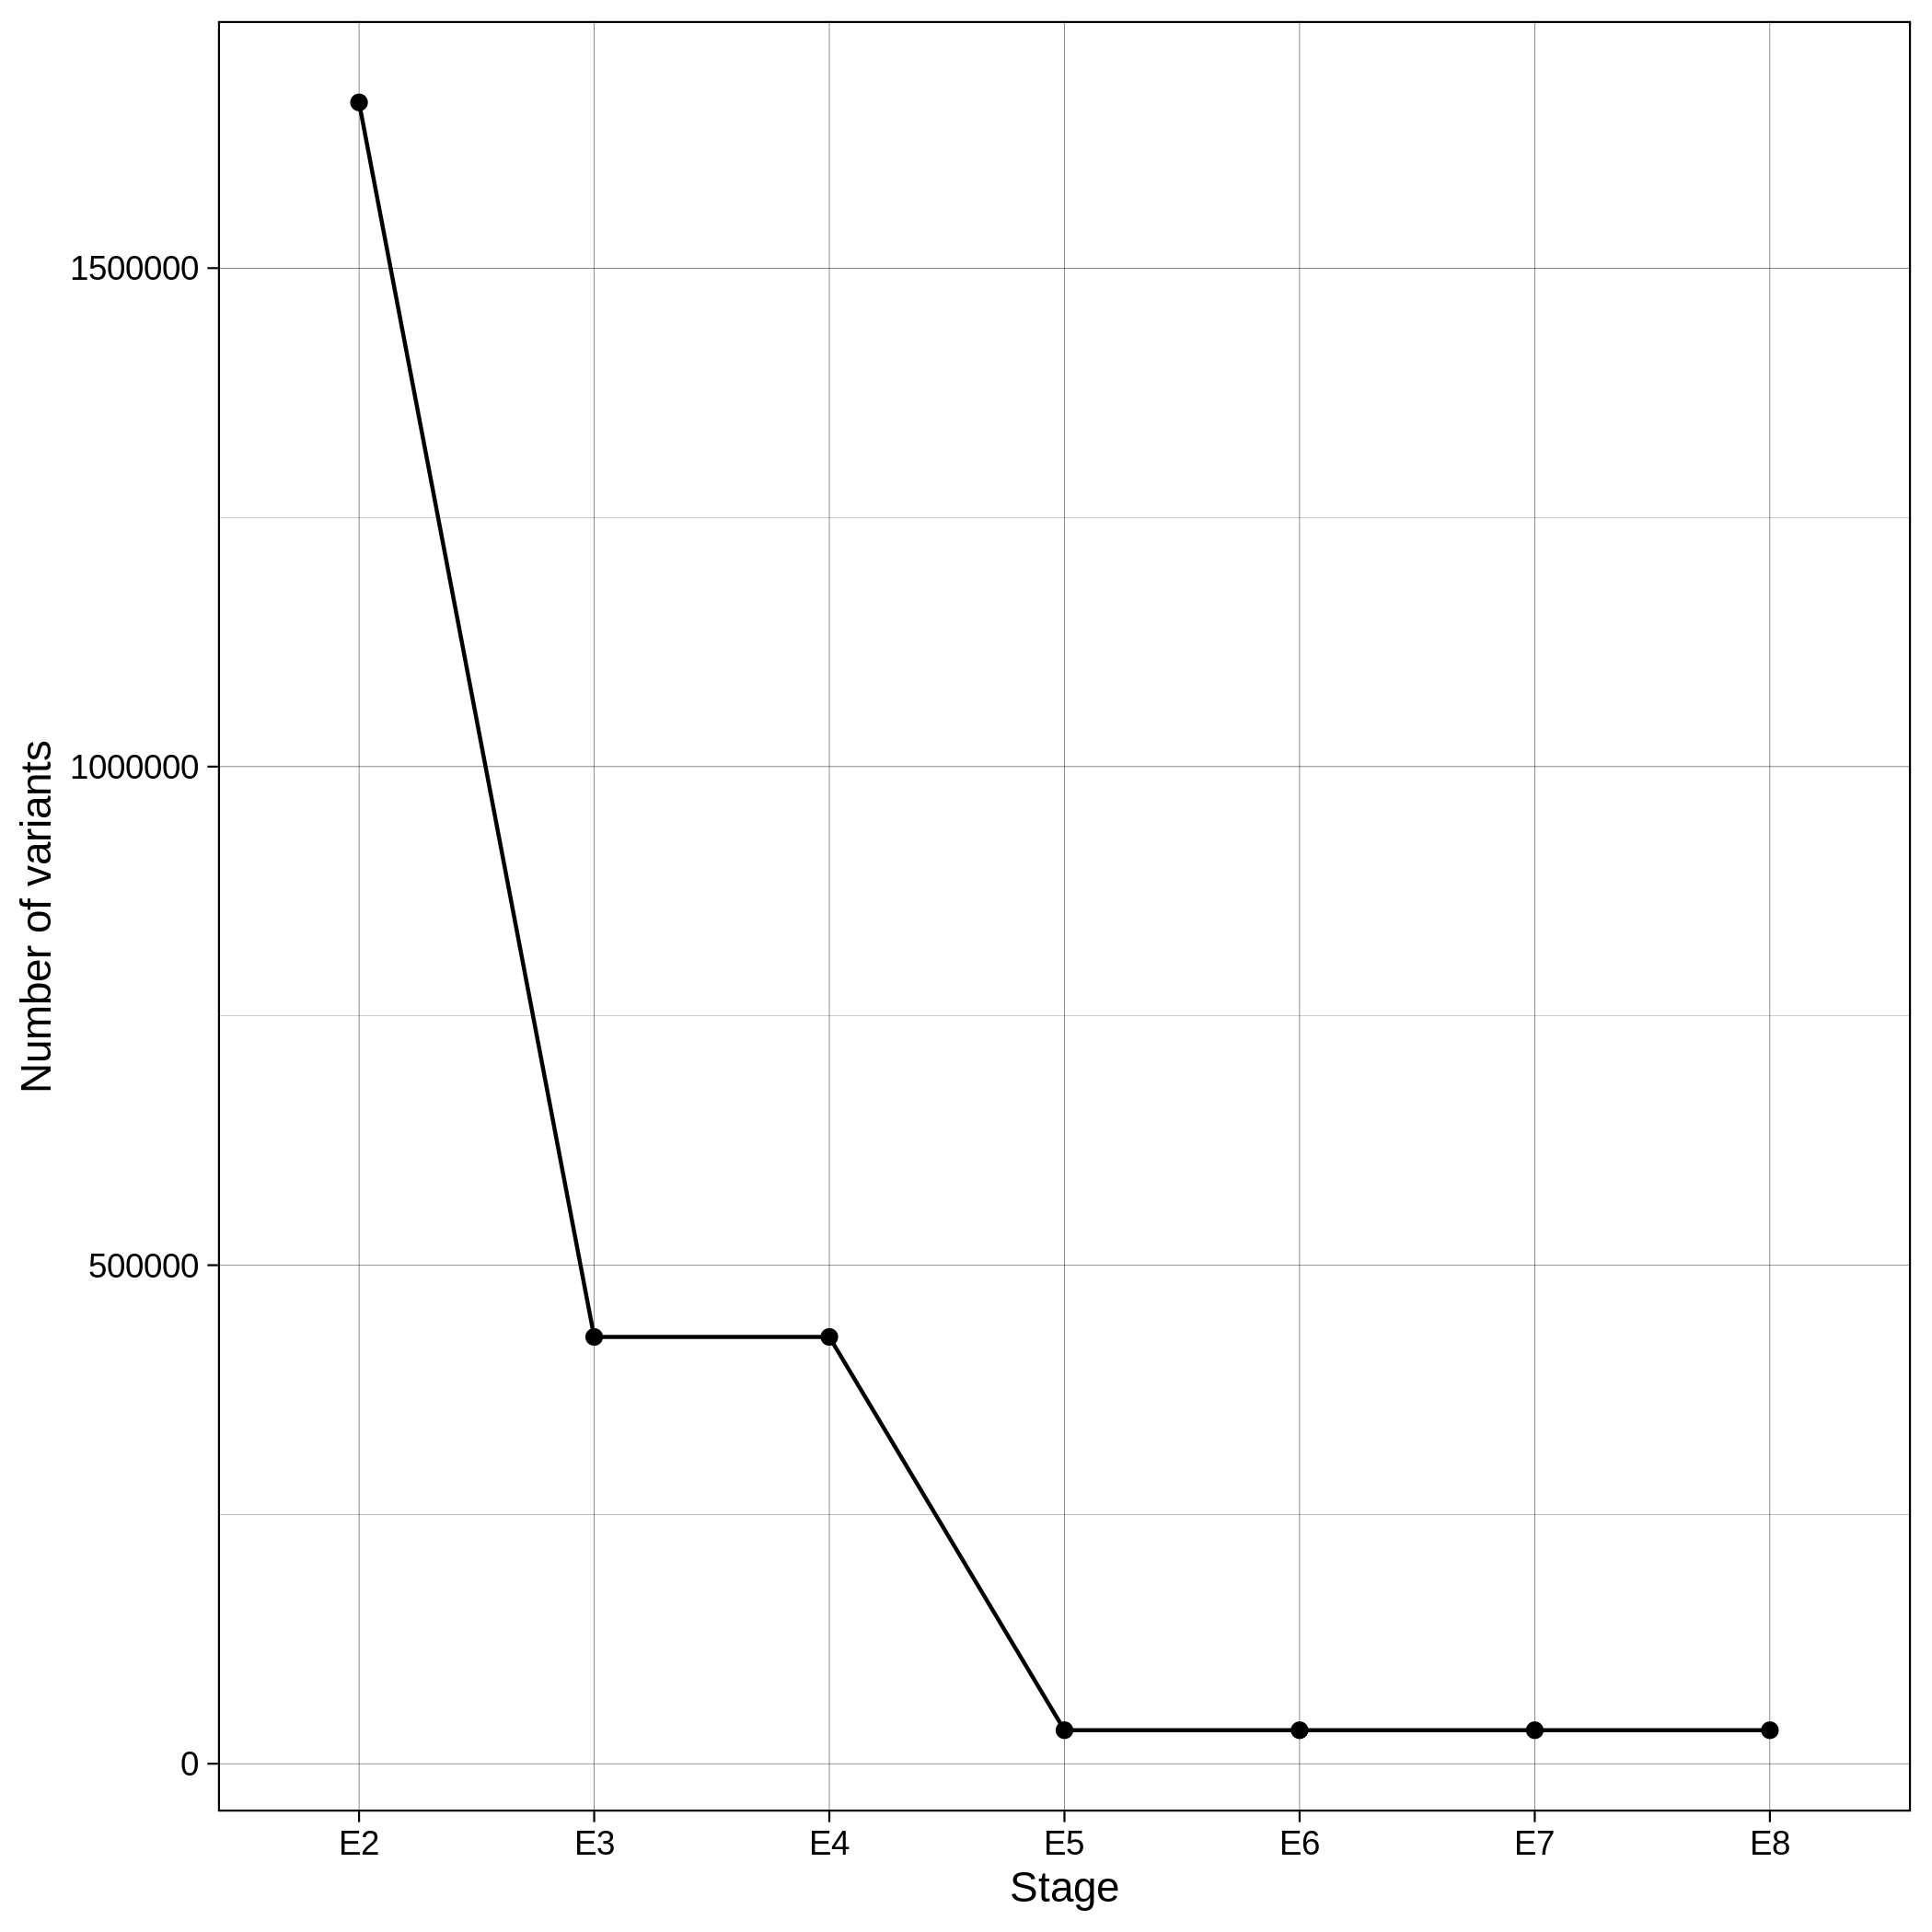 Number of variants
1500000
1000000
500000
0
E2 E3 E4 E5 E6 E7 E8
Stage